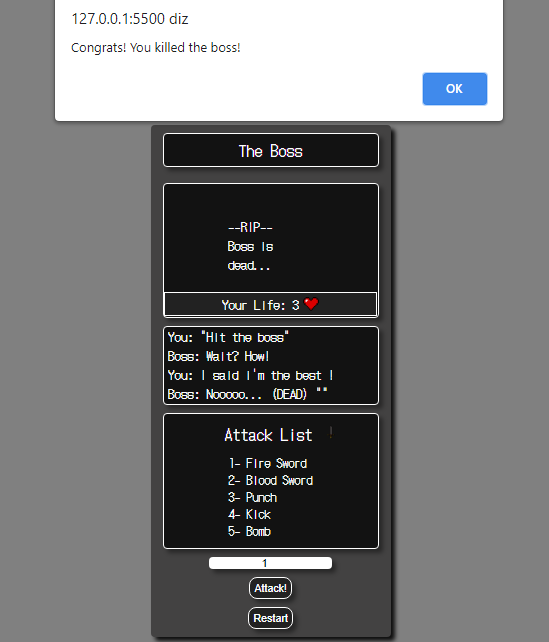 127.0.0.1:5500 diz
Congrats! You killed the boss!
OK
The Boss
--RIP--
Boss is
dead...
Your Life: 3
You: "Hit the boss"
Boss: Wait? How!
You: I said I'm the best !
Boss: Nooooo... (DEAD) ""
Attack List !
1- Fire Sword
2- Blood Sword
3- Punch
4- Kick
5- Bomb
1
Attack!
Restart